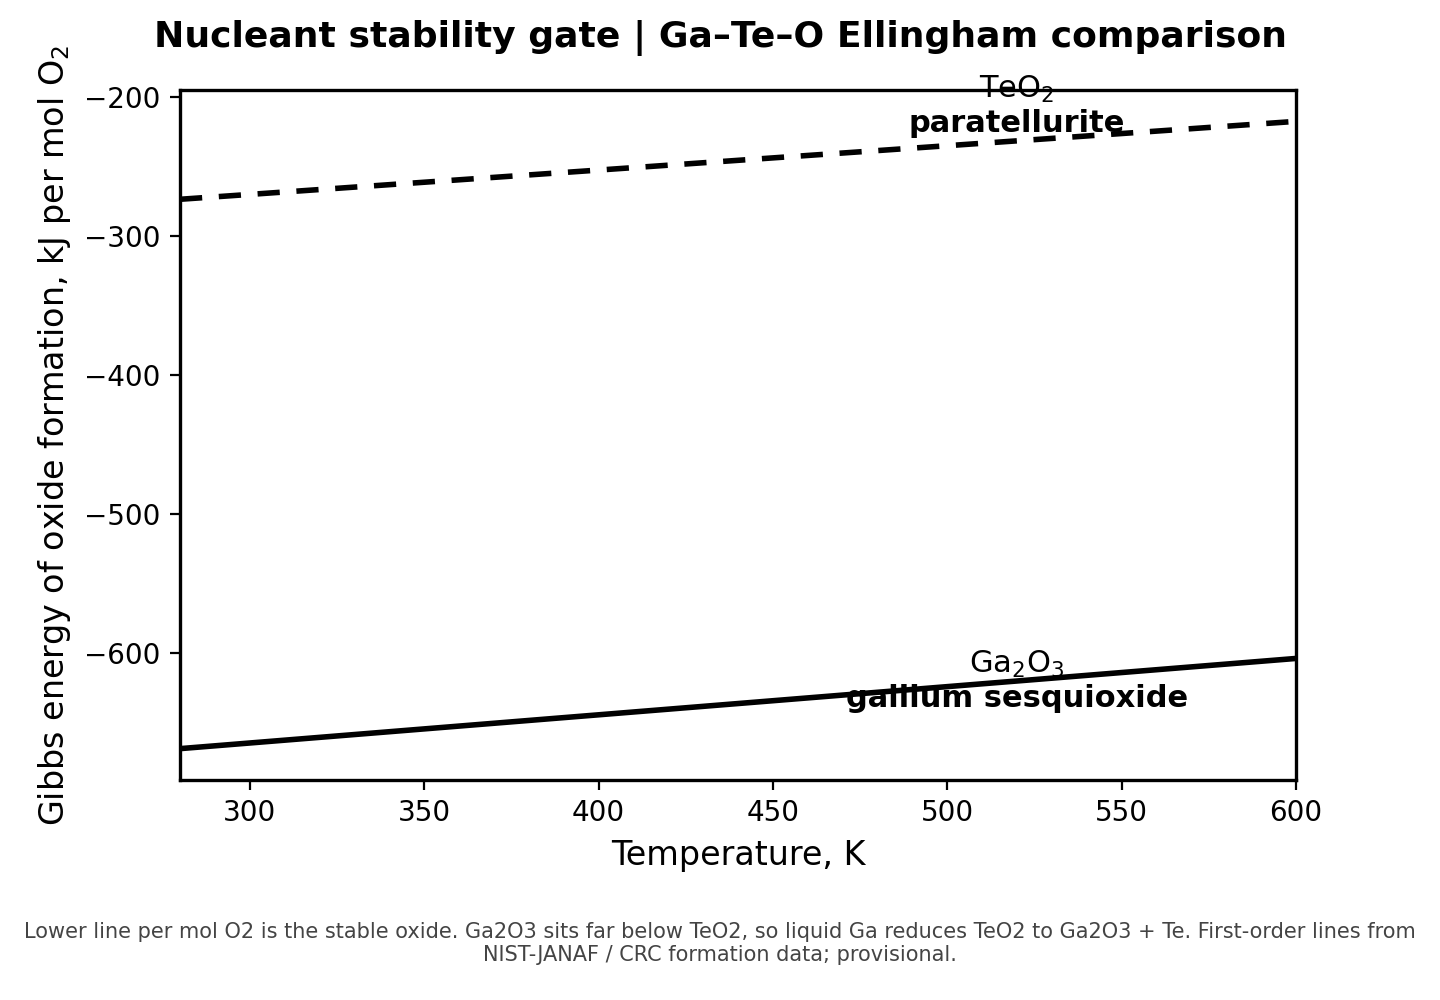 Nucleant stability gate | Ga–Te–O Ellingham comparison
Gibbs energy of oxide formation, kJ per mol O₂
−200
−300
−400
−500
−600
TeO₂
paratellurite
Ga₂O₃
gallium sesquioxide
300
350
400
450
500
550
600
Temperature, K
Lower line per mol O2 is the stable oxide. Ga2O3 sits far below TeO2, so liquid Ga reduces TeO2 to Ga2O3 + Te. First-order lines from
NIST-JANAF / CRC formation data; provisional.